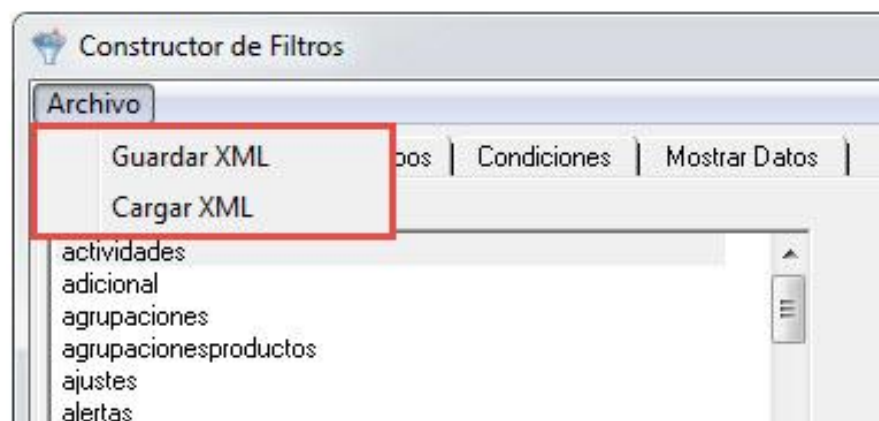 Constructor de Filtros
Archivo
Guardar XML
Condiciones
Mostrar Datos
Cargar XML
actividades
adicional
agrupaciones
agrupacionesproductos
ajustes
alertas